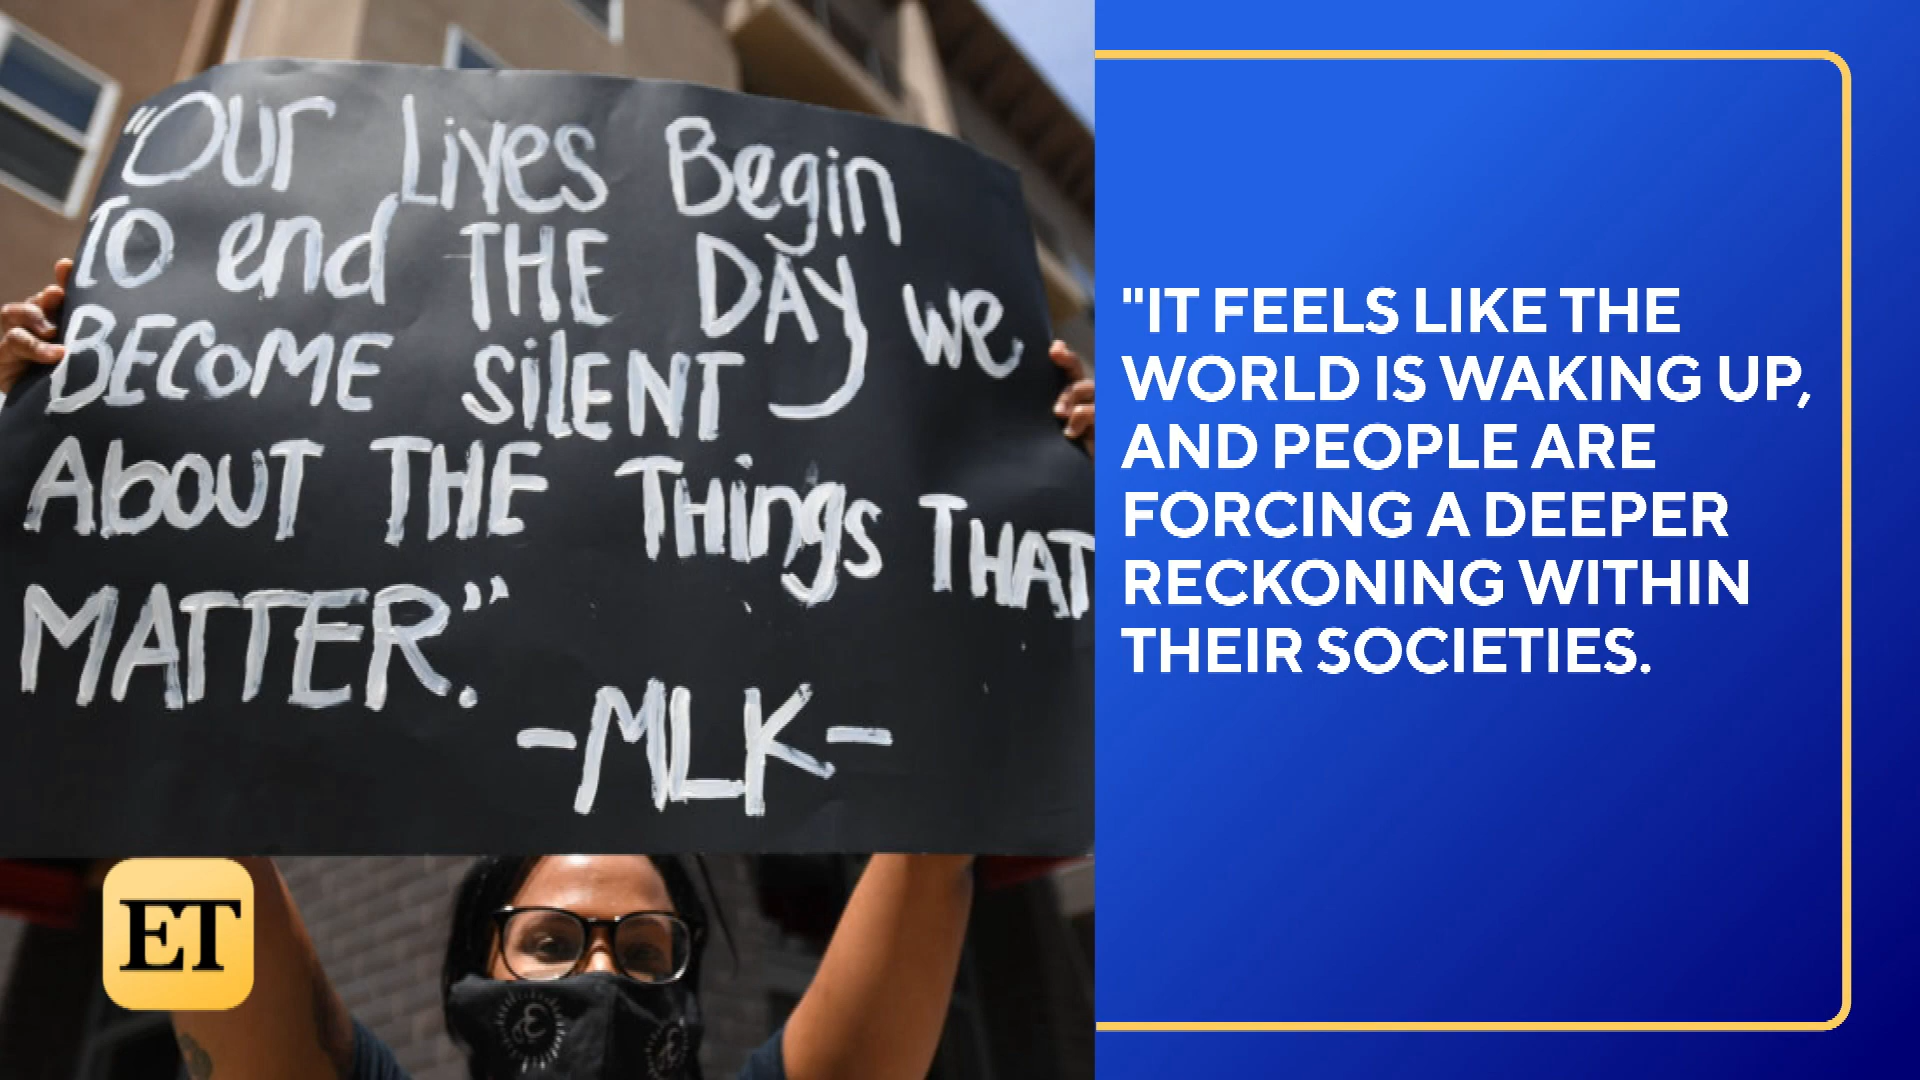 "Our Lives Begin
To end THE DAY we
BECOME SiLENT
AboUT THE THings THAT
MATTER."
-MLK-
ET
"IT FEELS LIKE THE
WORLD IS WAKING UP,
AND PEOPLE ARE
FORCING A DEEPER
RECKONING WITHIN
THEIR SOCIETIES.